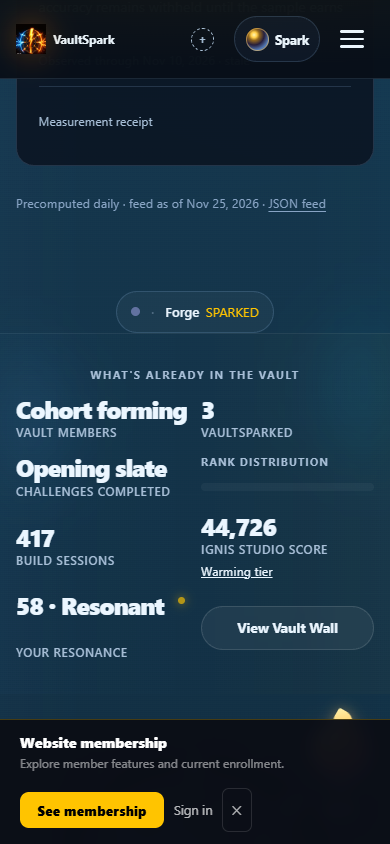 VaultSpark
+
Spark
Measurement receipt
Precomputed daily · feed as of Nov 25, 2026 · JSON feed
· Forge SPARKED
WHAT'S ALREADY IN THE VAULT
Cohort forming
VAULT MEMBERS
3
VAULTSPARKED
Opening slate
CHALLENGES COMPLETED
RANK DISTRIBUTION
417
BUILD SESSIONS
44,726
IGNIS STUDIO SCORE
Warming tier
58 · Resonant
YOUR RESONANCE
View Vault Wall
Website membership
Explore member features and current enrollment.
See membership
Sign in
×